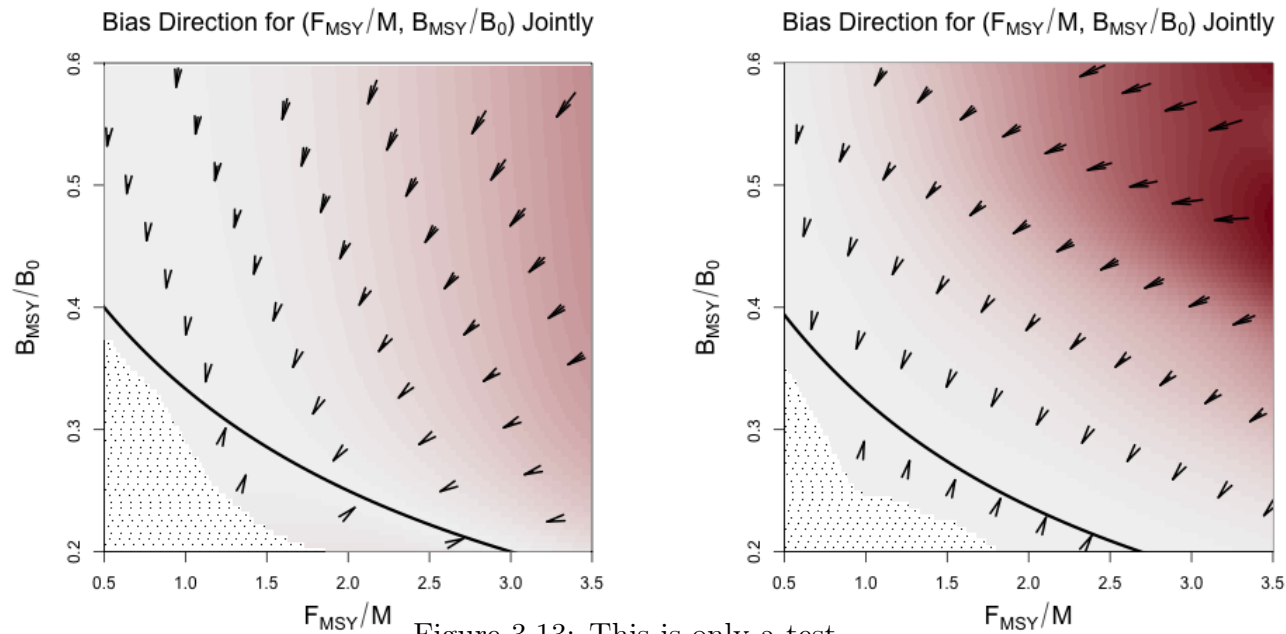 Bias Direction for (F_MSY/M, B_MSY/B_0) Jointly
0.6
0.5
0.4
0.3
0.2
B_MSY/B_0
0.5 1.0 1.5 2.0 2.5 3.0 3.5
F_MSY/M
Bias Direction for (F_MSY/M, B_MSY/B_0) Jointly
0.6
0.5
0.4
0.3
0.2
B_MSY/B_0
0.5 1.0 1.5 2.0 2.5 3.0 3.5
F_MSY/M
Figure 3.13: This is only a test